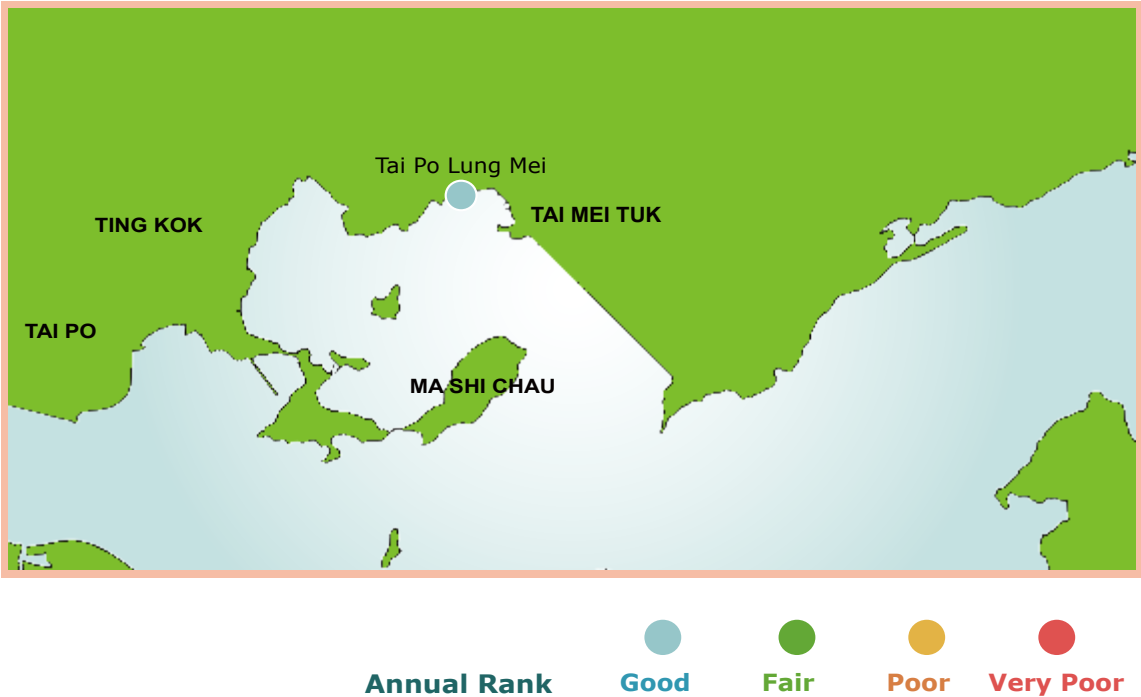 Tai Po Lung Mei
TING KOK
TAI MEI TUK
TAI PO
MA SHI CHAU
Annual Rank
Good
Fair
Poor
Very Poor